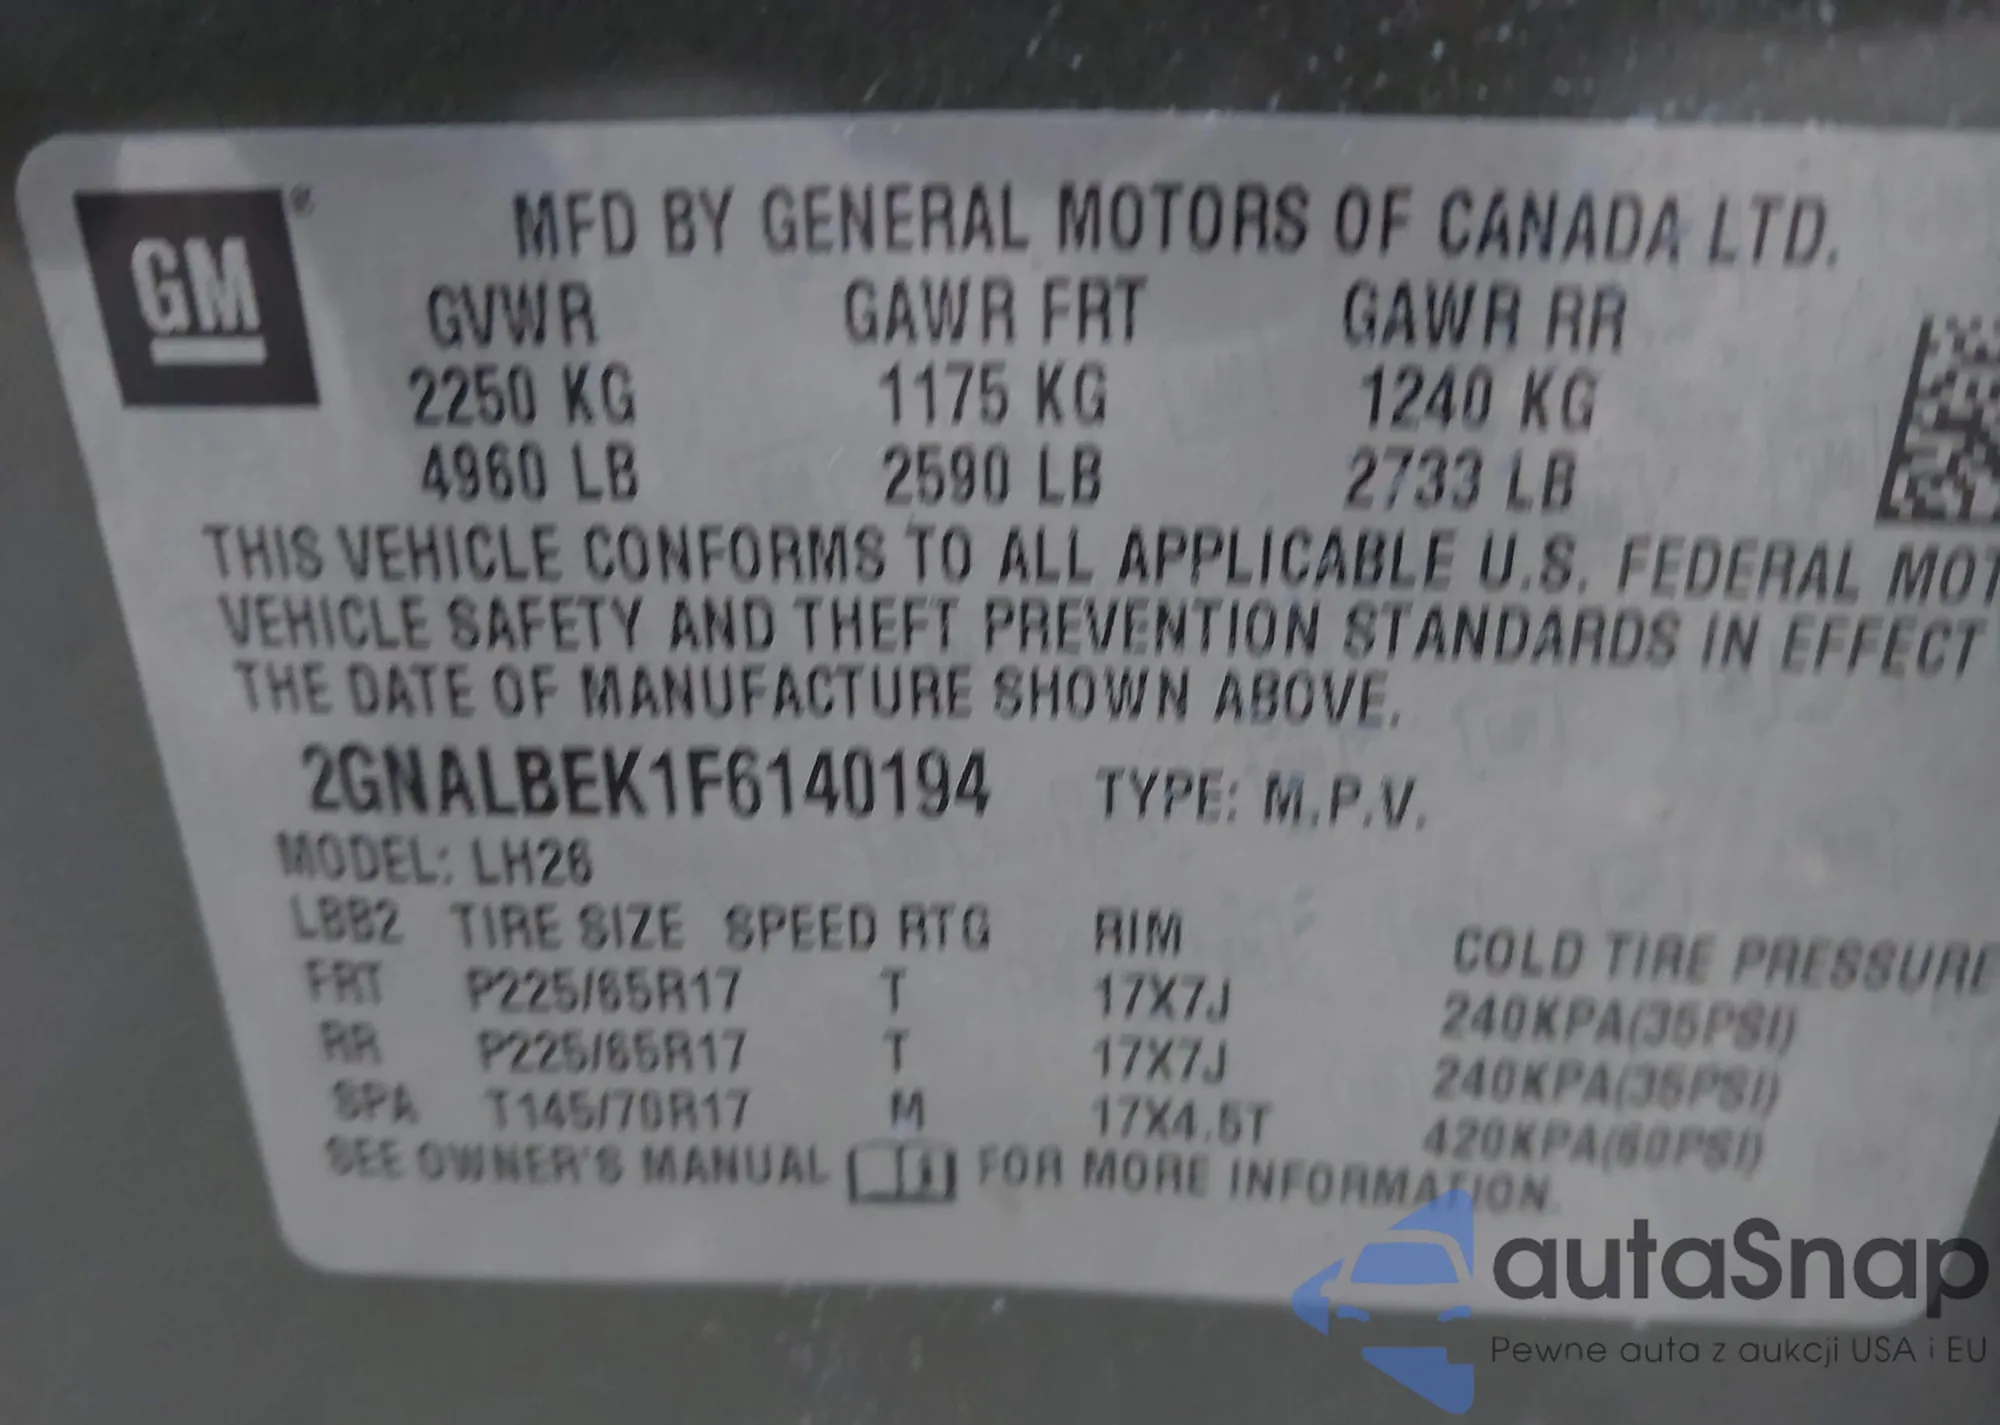 GM ®
MFD BY GENERAL MOTORS OF CANADA LTD.
GVWR GAWR FRT GAWR RR
2250 KG 1175 KG 1240 KG
4960 LB 2590 LB 2733 LB
THIS VEHICLE CONFORMS TO ALL APPLICABLE U.S. FEDERAL MOT
VEHICLE SAFETY AND THEFT PREVENTION STANDARDS IN EFFECT
THE DATE OF MANUFACTURE SHOWN ABOVE.
2GNALBEK1F6140194 TYPE: M.P.V.
MODEL: LH26
LBB2 TIRE SIZE SPEED RTG RIM COLD TIRE PRESSURE
FRT P225/65R17 T 17X7J 240KPA(35PSI)
RR P225/65R17 T 17X7J 240KPA(35PSI)
SPA T145/70R17 M 17X4.5T 420KPA(60PSI)
SEE OWNER'S MANUAL FOR MORE INFORMATION.
autaSnap
Pewne auta z aukcji USA i EU